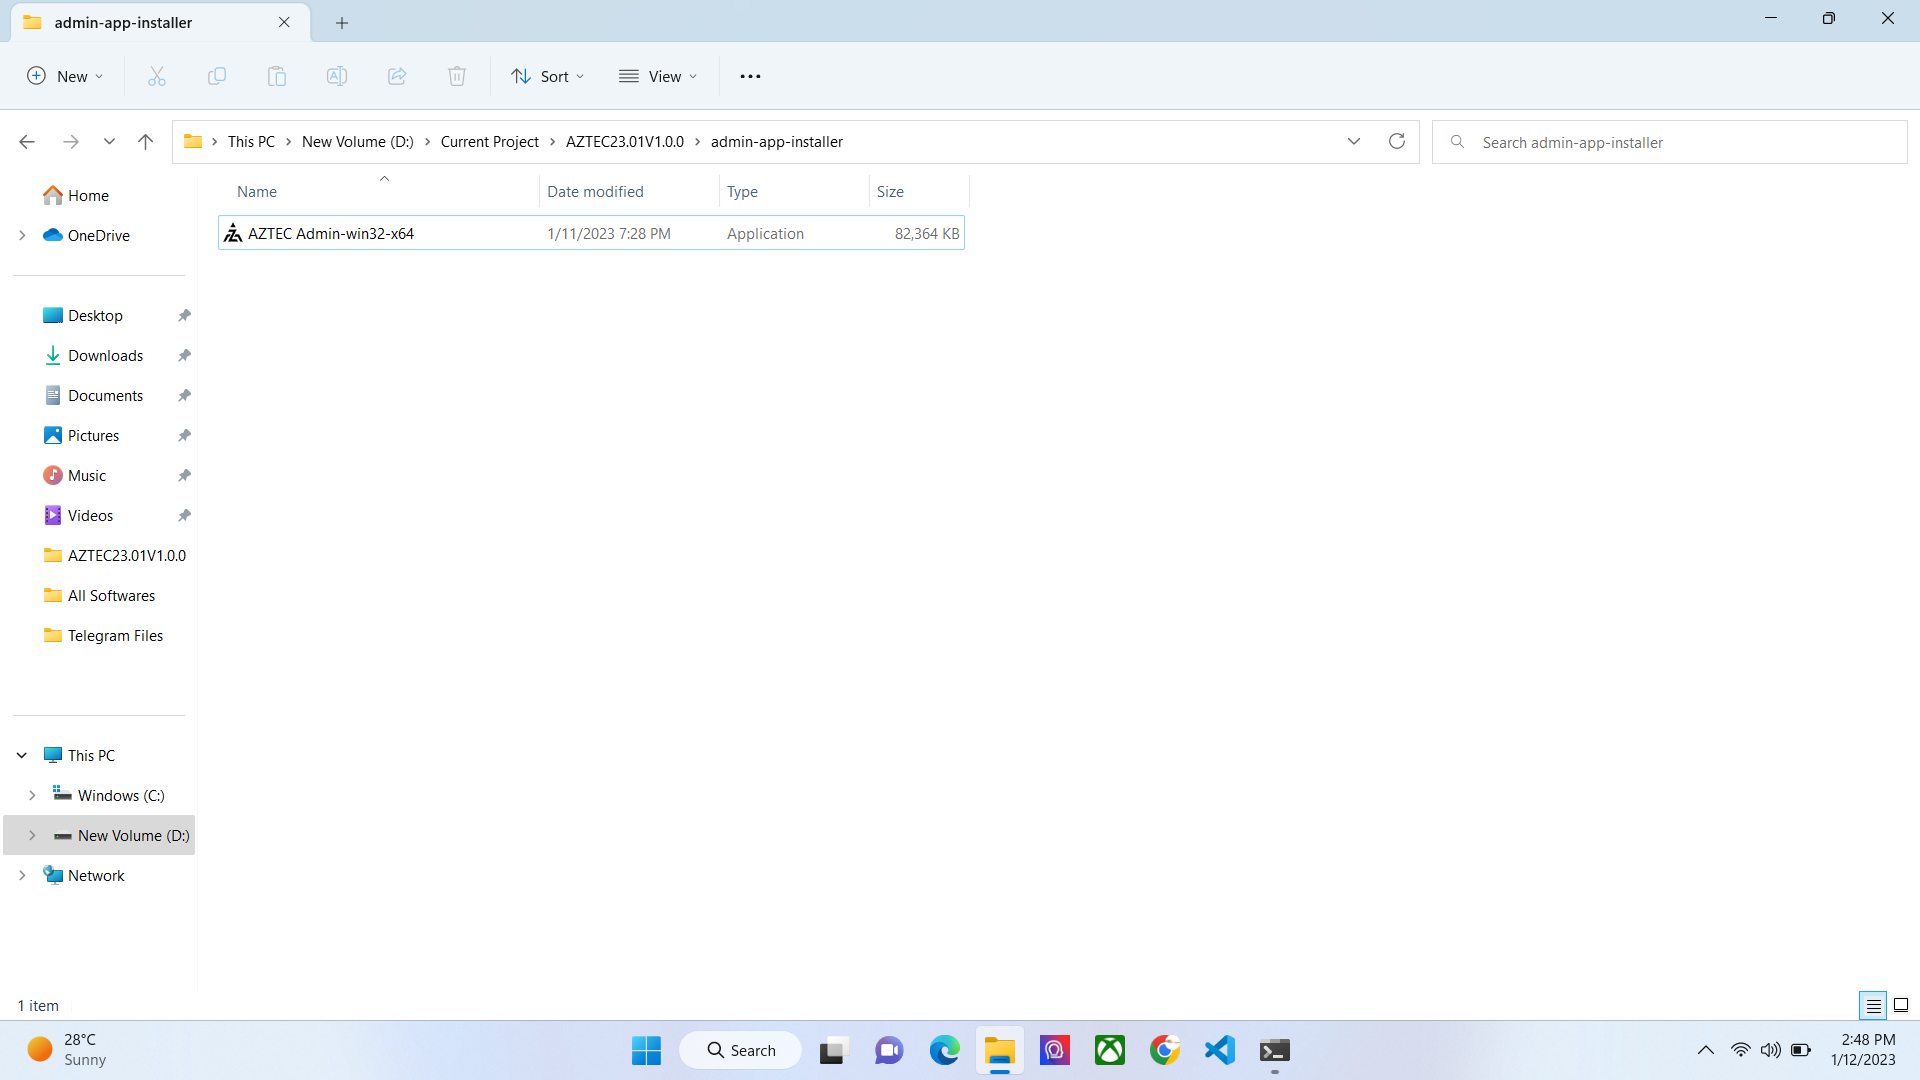 admin-app-installer
New
Sort
View
This PC
New Volume (D:)
Current Project
AZTEC23.01V1.0.0
admin-app-installer
Search admin-app-installer
Name
Date modified
Type
Size
AZTEC Admin-win32-x64
1/11/2023 7:28 PM
Application
82,364 KB
Home
OneDrive
Desktop
Downloads
Documents
Pictures
Music
Videos
AZTEC23.01V1.0.0
All Softwares
Telegram Files
This PC
Windows (C:)
New Volume (D:)
Network
1 item
28°C
Sunny
Search
2:48 PM
1/12/2023